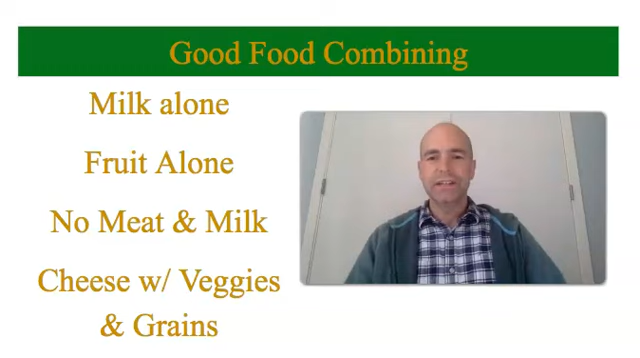 Good Food Combining
Milk alone
Fruit Alone
No Meat & Milk
Cheese w/ Veggies
& Grains